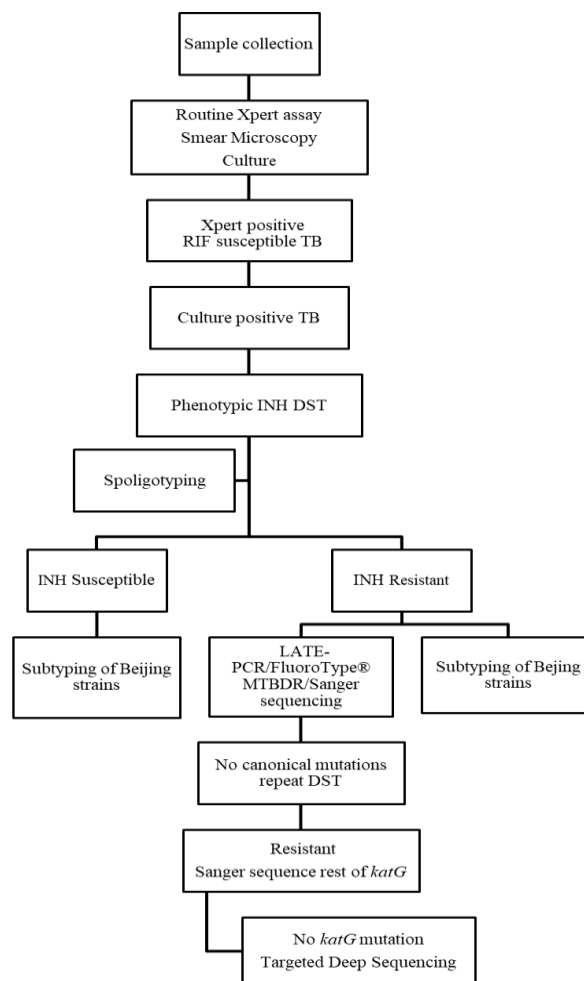 Sample collection
Routine Xpert assay
Smear Microscopy
Culture
Xpert positive
RIF susceptible TB
Culture positive TB
Phenotypic INH DST
Spoligotyping
INH Susceptible
INH Resistant
Subtyping of Beijing
strains
LATE-
PCR/FluoroType®
MTBDR/Sanger
sequencing
Subtyping of Bejing
strains
No canonical mutations
repeat DST
Resistant
Sanger sequence rest of katG
No katG mutation
Targeted Deep Sequencing